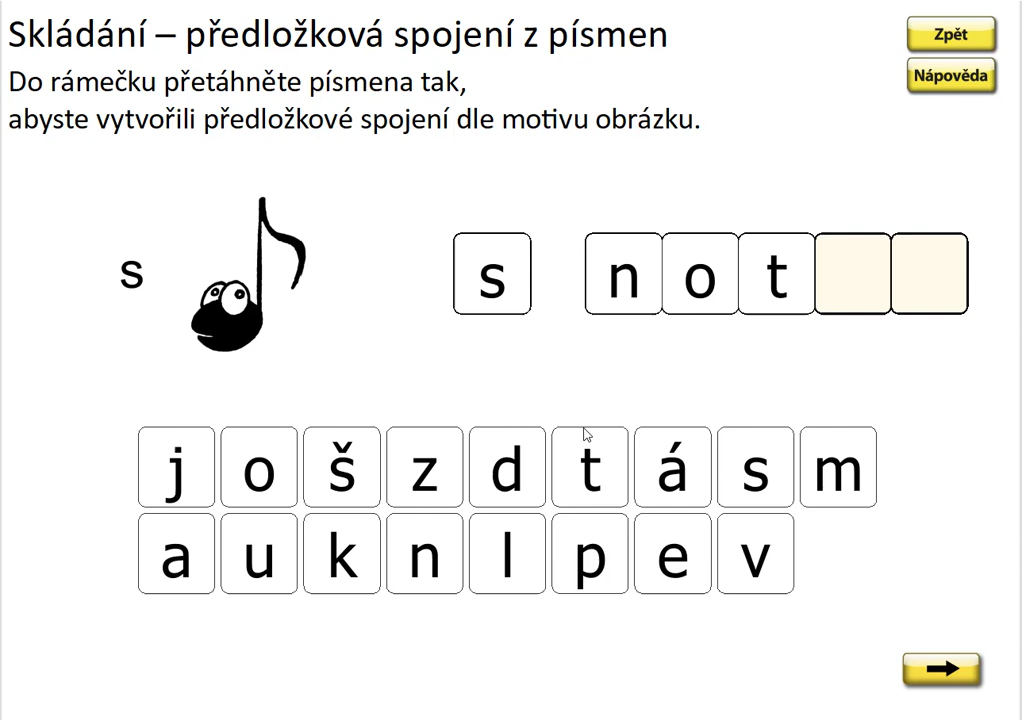 Skládání – předložková spojení z písmen
Zpět
Do rámečku přetáhněte písmena tak,
Nápověda
abyste vytvořili předložkové spojení dle motivu obrázku.
s s n o t
j o š z d t á s m
a u k n l p e v